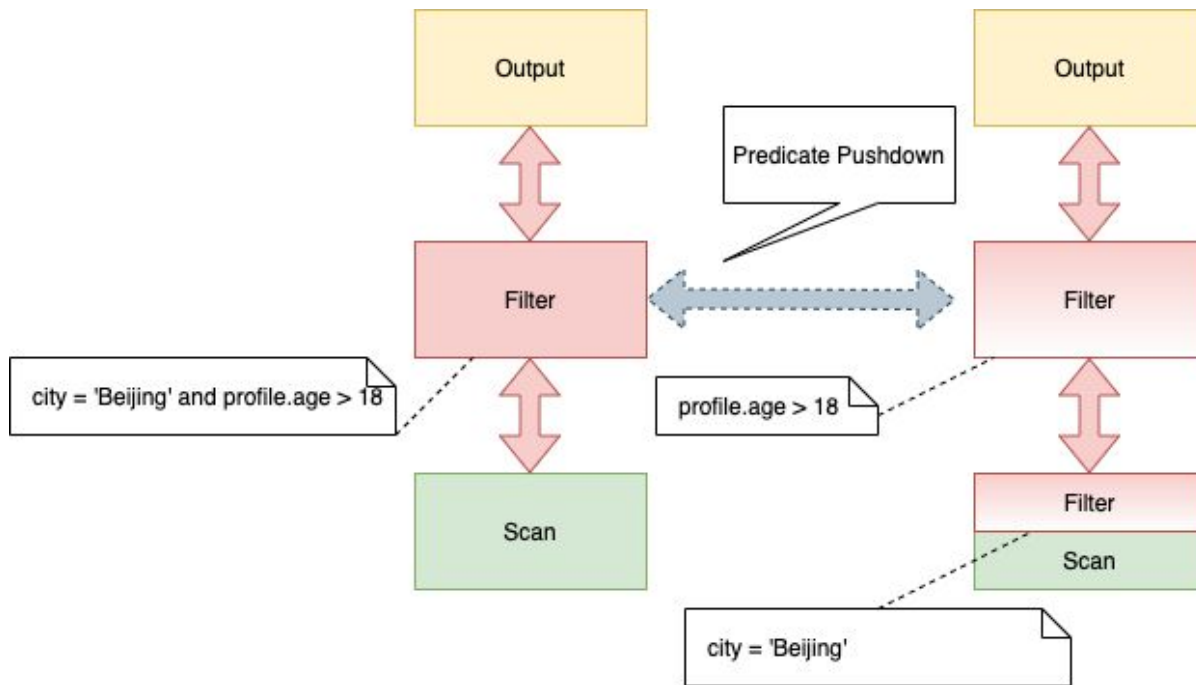 Output
Output
Predicate Pushdown
Filter
Filter
city = 'Beijing' and profile.age > 18
profile.age > 18
Filter
Scan
Scan
city = 'Beijing'